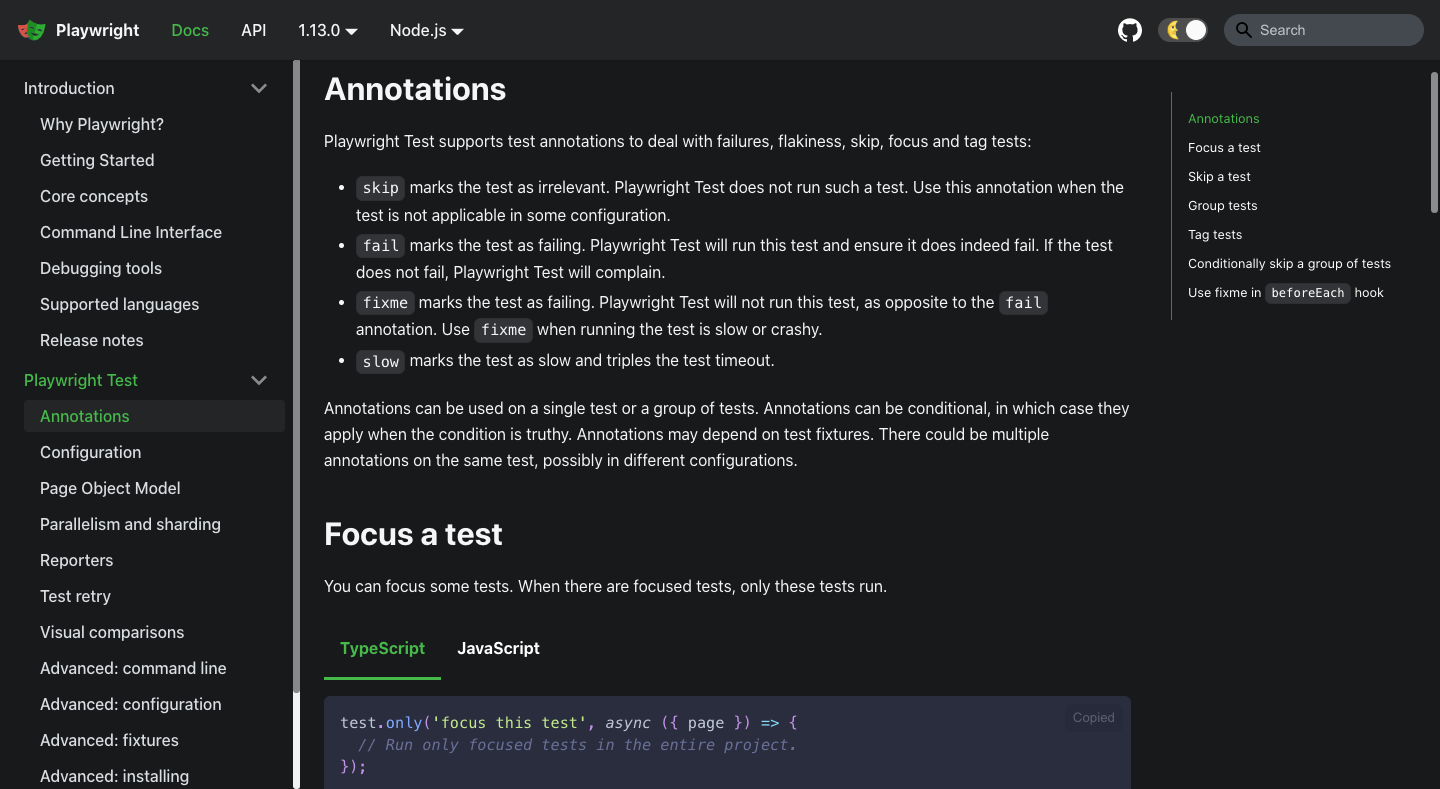 Playwright
Docs
API
1.13.0
Node.js
Search
Introduction
Why Playwright?
Getting Started
Core concepts
Command Line Interface
Debugging tools
Supported languages
Release notes
Playwright Test
Annotations
Configuration
Page Object Model
Parallelism and sharding
Reporters
Test retry
Visual comparisons
Advanced: command line
Advanced: configuration
Advanced: fixtures
Advanced: installing
Annotations
Playwright Test supports test annotations to deal with failures, flakiness, skip, focus and tag tests:
• skip marks the test as irrelevant. Playwright Test does not run such a test. Use this annotation when the
test is not applicable in some configuration.
• fail marks the test as failing. Playwright Test will run this test and ensure it does indeed fail. If the test
does not fail, Playwright Test will complain.
• fixme marks the test as failing. Playwright Test will not run this test, as opposite to the fail
annotation. Use fixme when running the test is slow or crashy.
• slow marks the test as slow and triples the test timeout.
Annotations can be used on a single test or a group of tests. Annotations can be conditional, in which case they
apply when the condition is truthy. Annotations may depend on test fixtures. There could be multiple
annotations on the same test, possibly in different configurations.
Focus a test
You can focus some tests. When there are focused tests, only these tests run.
TypeScript
JavaScript
Copied
test.only('focus this test', async ({ page }) => {
  // Run only focused tests in the entire project.
});
Annotations
Focus a test
Skip a test
Group tests
Tag tests
Conditionally skip a group of tests
Use fixme in beforeEach hook